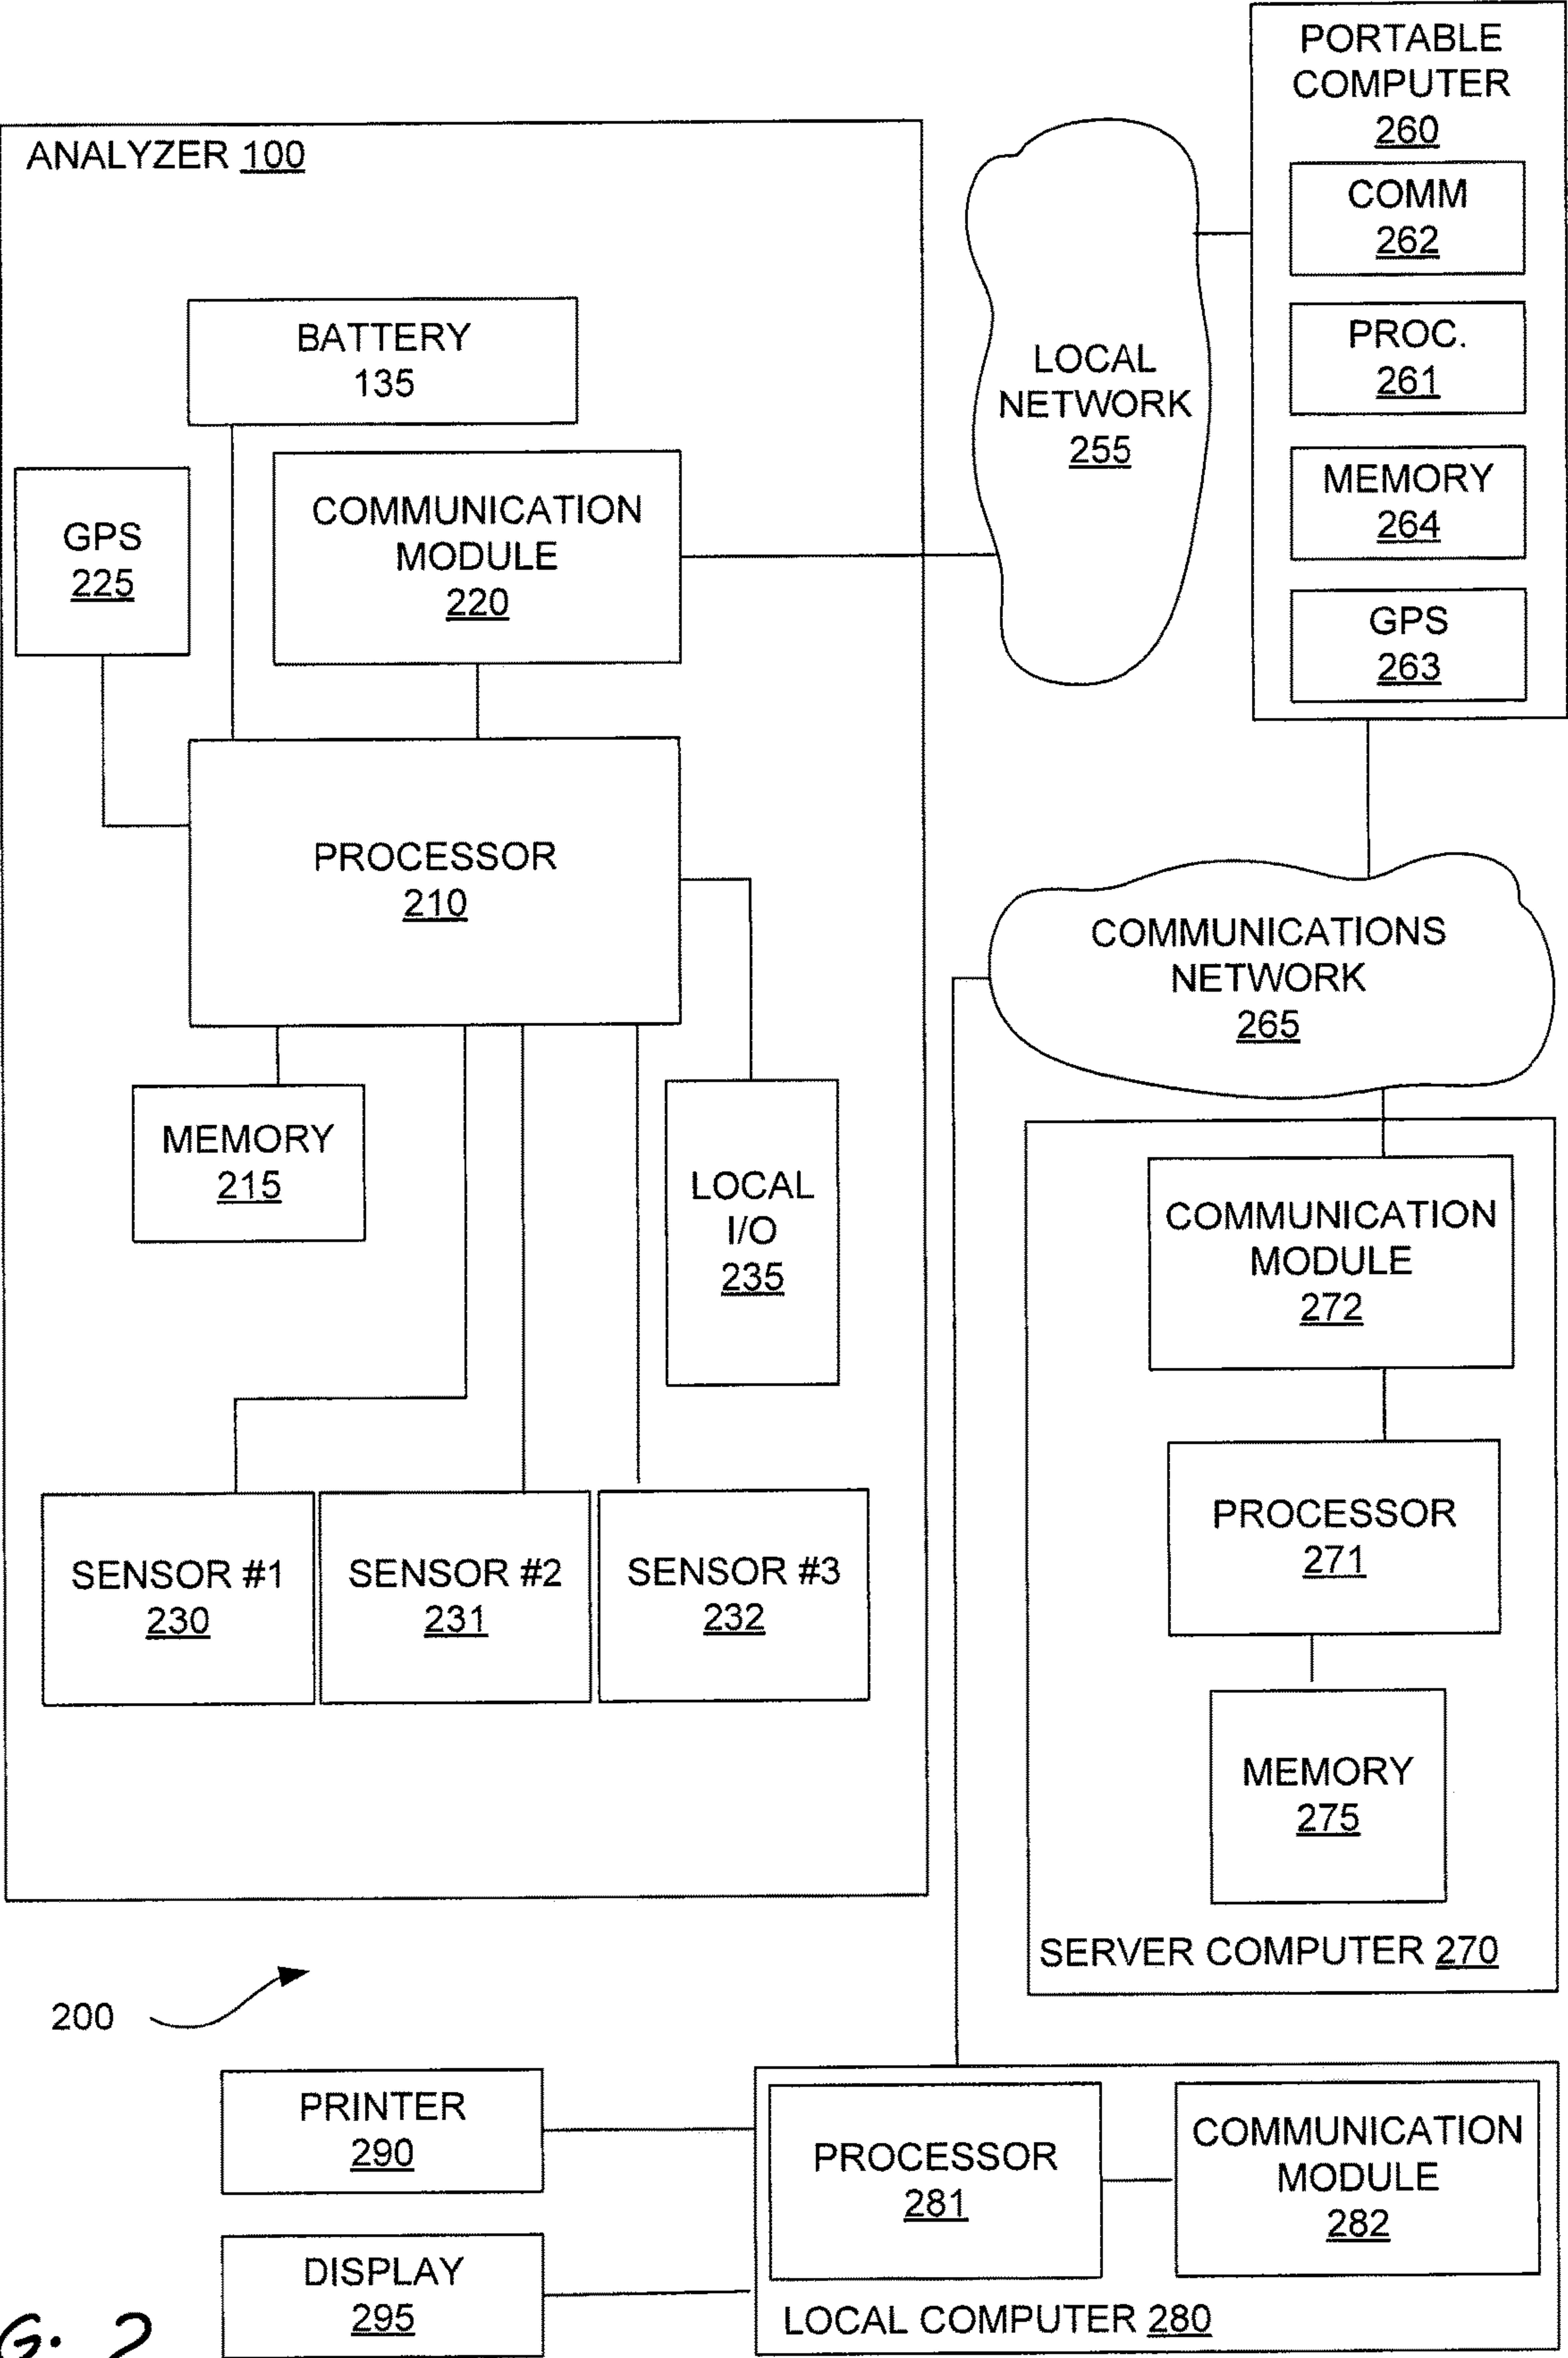 PORTABLE
COMPUTER
260
COMM
262
PROC.
261
MEMORY
264
GPS
263
ANALYZER 100
BATTERY
135
GPS
225
COMMUNICATION
MODULE
220
LOCAL
NETWORK
255
PROCESSOR
210
COMMUNICATIONS
NETWORK
265
MEMORY
215
LOCAL
I/O
235
COMMUNICATION
MODULE
272
PROCESSOR
271
MEMORY
275
SERVER COMPUTER 270
SENSOR #1
230
SENSOR #2
231
SENSOR #3
232
200
PRINTER
290
DISPLAY
295
PROCESSOR
281
COMMUNICATION
MODULE
282
LOCAL COMPUTER 280
G. 2